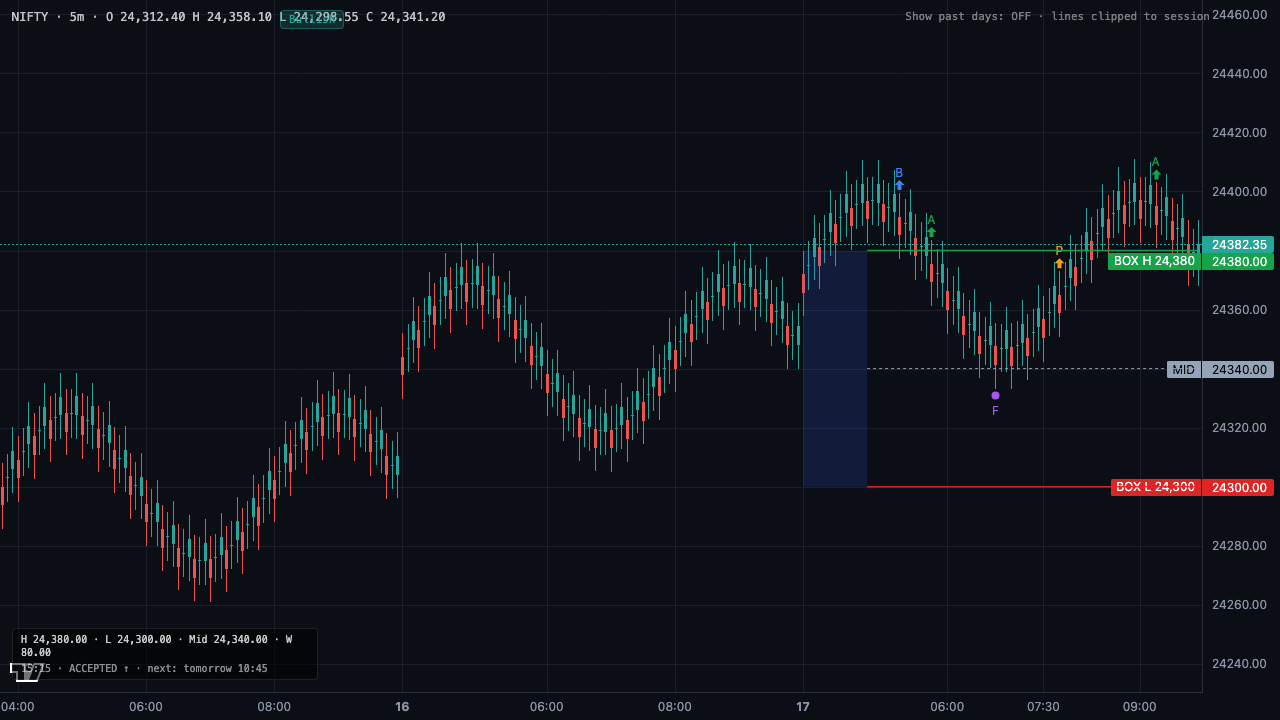 NIFTY · 5m · O 24,312.40 H 24,358.10 L 24,298.55 C 24,341.20
Show past days: OFF · lines clipped to session
24460.00
24440.00
24420.00
24400.00
24382.35
BOX H 24,380 24380.00
24360.00
MID 24340.00
24320.00
BOX L 24,300 24300.00
24280.00
24260.00
24240.00
B
A
P
A
F
H 24,380.00 · L 24,300.00 · Mid 24,340.00 · W
80.00
15:15 · ACCEPTED ↑ · next: tomorrow 10:45
04:00 06:00 08:00 16 06:00 08:00 17 06:00 07:30 09:00